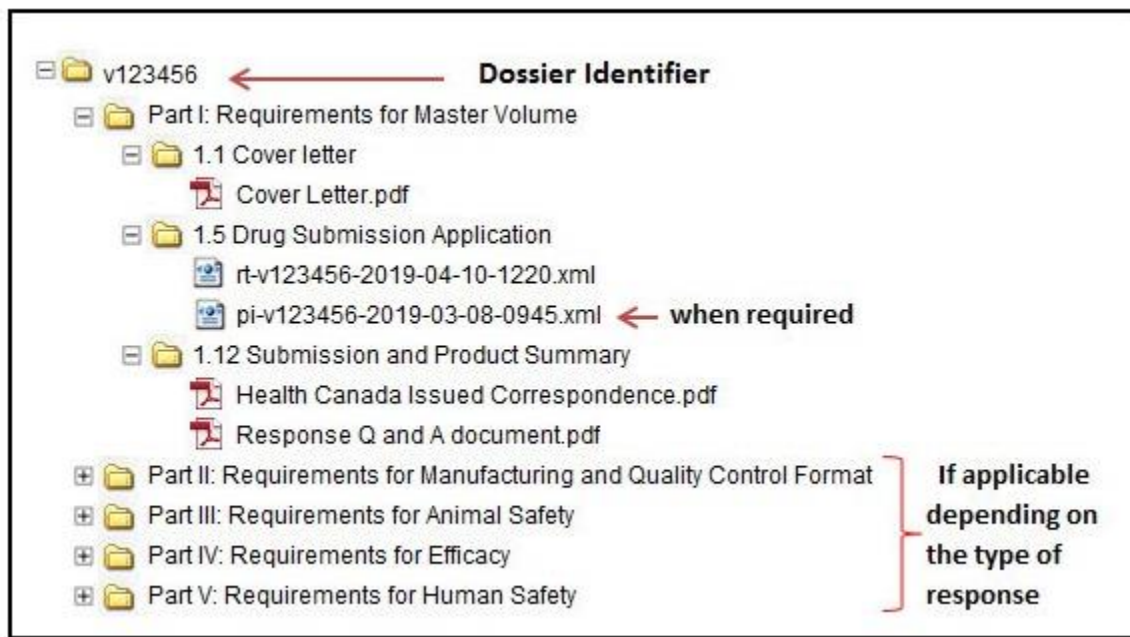 v123456 Dossier Identifier
Part I: Requirements for Master Volume
1.1 Cover letter
Cover Letter.pdf
1.5 Drug Submission Application
rt-v123456-2019-04-10-1220.xml
pi-v123456-2019-03-08-0945.xml when required
1.12 Submission and Product Summary
Health Canada Issued Correspondence.pdf
Response Q and A document.pdf
Part II: Requirements for Manufacturing and Quality Control Format
Part III: Requirements for Animal Safety
Part IV: Requirements for Efficacy
Part V: Requirements for Human Safety
If applicable
depending on
the type of
response